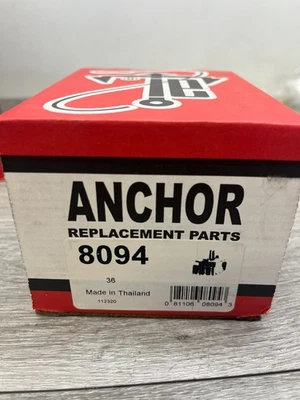 ANCHOR
REPLACEMENT PARTS
8094
36
Made in Thailand
112320
0 81106 08094 3